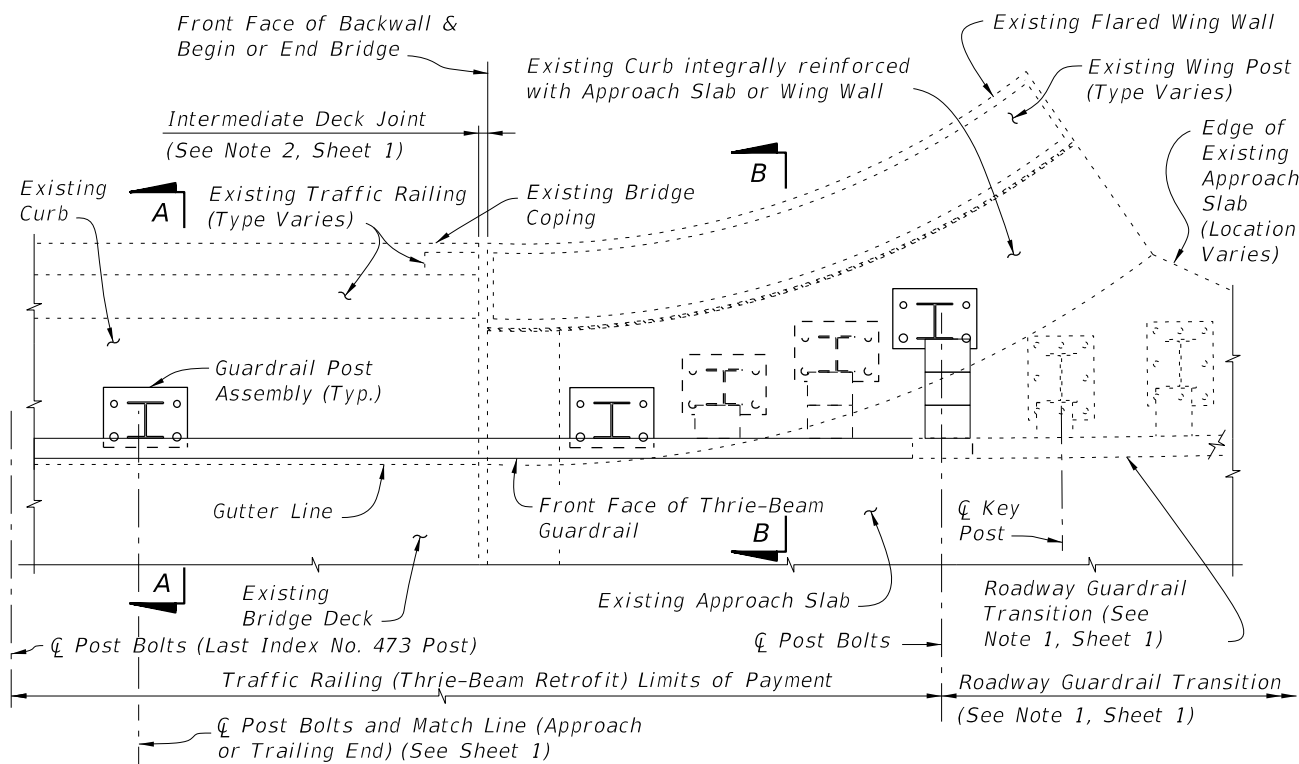 Front Face of Backwall &
Begin or End Bridge
Existing Flared Wing Wall
Existing Curb integrally reinforced
with Approach Slab or Wing Wall
Existing Wing Post
(Type Varies)
Intermediate Deck Joint
(See Note 2, Sheet 1)
Edge of
Existing
Approach
Slab
(Location
Varies)
Existing
Curb
A
Existing Traffic Railing
(Type Varies)
Existing Bridge
Coping
B
Guardrail Post
Assembly (Typ.)
Gutter Line
Front Face of Thrie-Beam
Guardrail
B
℄ Key
Post
A
Existing
Bridge Deck
Existing Approach Slab
Roadway Guardrail
Transition (See
Note 1, Sheet 1)
℄ Post Bolts (Last Index No. 473 Post)
℄ Post Bolts
Traffic Railing (Thrie-Beam Retrofit) Limits of Payment
Roadway Guardrail Transition
(See Note 1, Sheet 1)
℄ Post Bolts and Match Line (Approach
or Trailing End) (See Sheet 1)